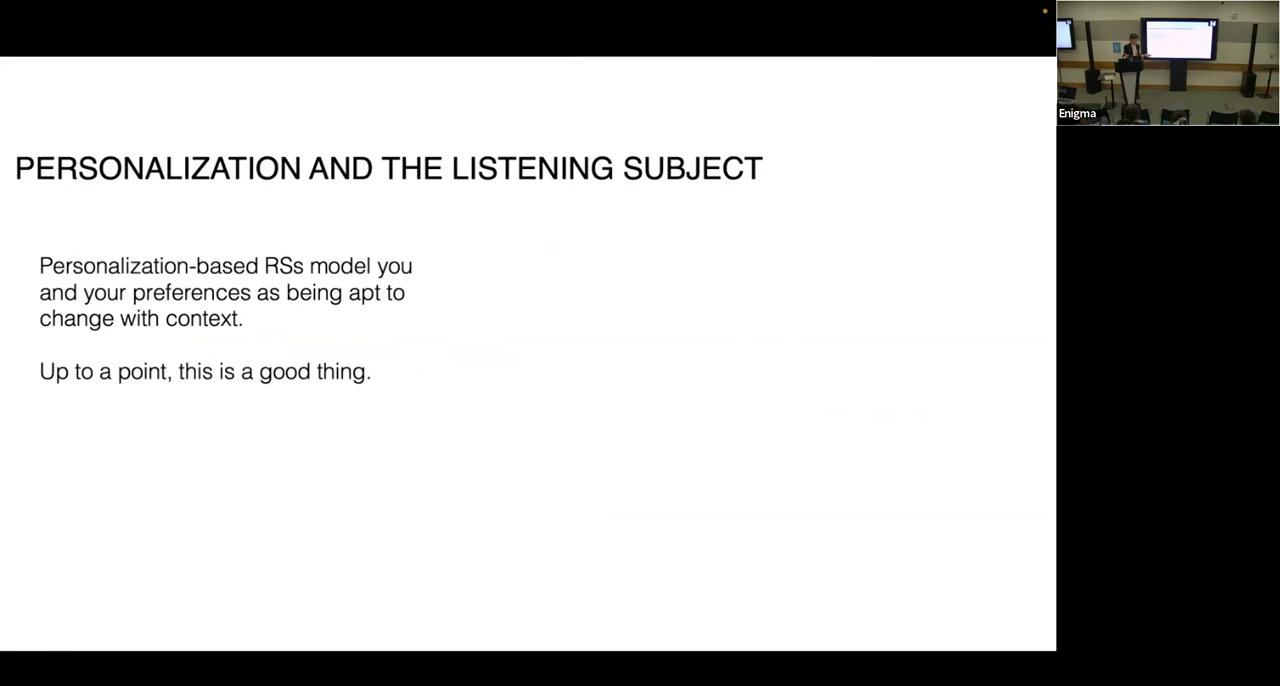 PERSONALIZATION AND THE LISTENING SUBJECT
Personalization-based RSs model you
and your preferences as being apt to
change with context.
Up to a point, this is a good thing.
Enigma